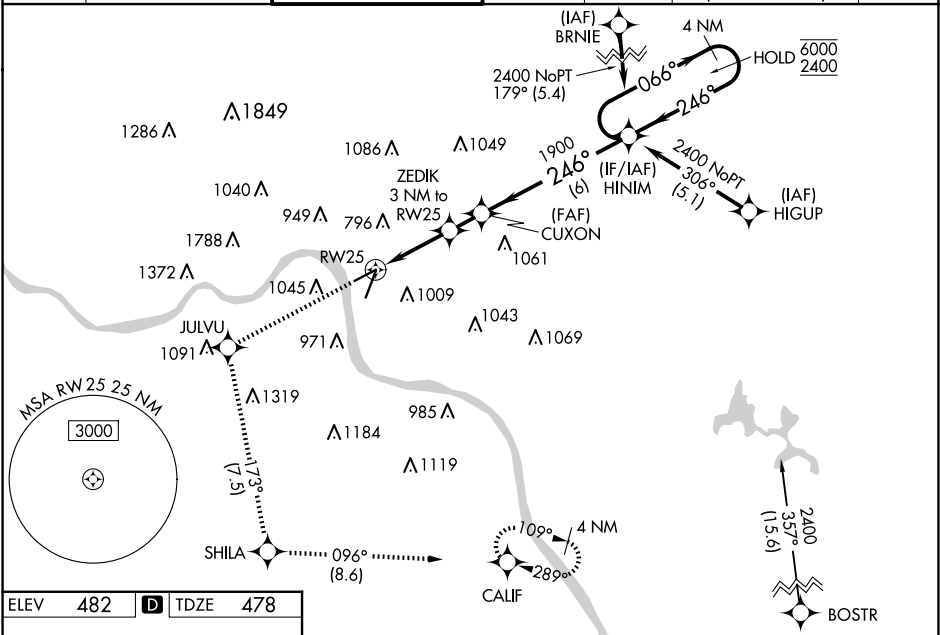 (IAF)
BRNIE
4 NM
HOLD 6000
2400
2400 NoPT
179° (5.4)
066°
246°
1849
1286
1086
1049
1900
246°
(6)
(IF/IAF)
HINIM
2400 NoPT
306°
(5.1)
(IAF)
HIGUP
ZEDIK
3 NM to
RW25
1040
949
796
(FAF)
CUXON
1788
1061
RW25
1372
1045
1009
1043
JULVU
1091
971
1069
MSA RW25 25 NM
3000
1319
985
1184
1119
173°
(7.5)
2400
357°
(15.6)
109°
4 NM
SHILA
096°
(8.6)
289°
CALIF
BOSTR
ELEV 482 D TDZE 478